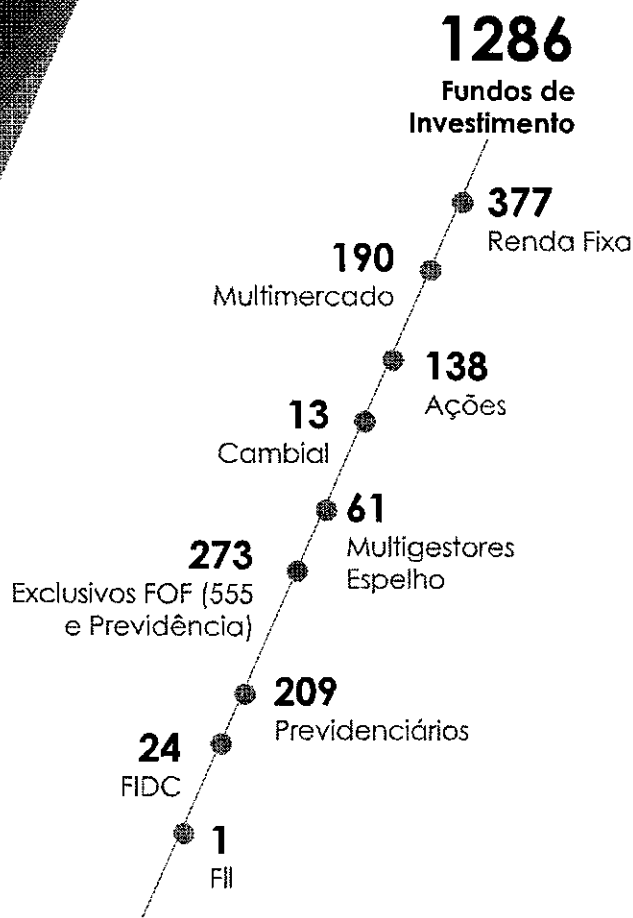 1286
Fundos de
Investimento
377
Renda Fixa
190
Multimercado
138
Ações
13
Cambial
61
Multigestores
Espelho
273
Exclusivos FOF (555
e Previdência)
209
Previdenciários
24
FIDC
1
FII